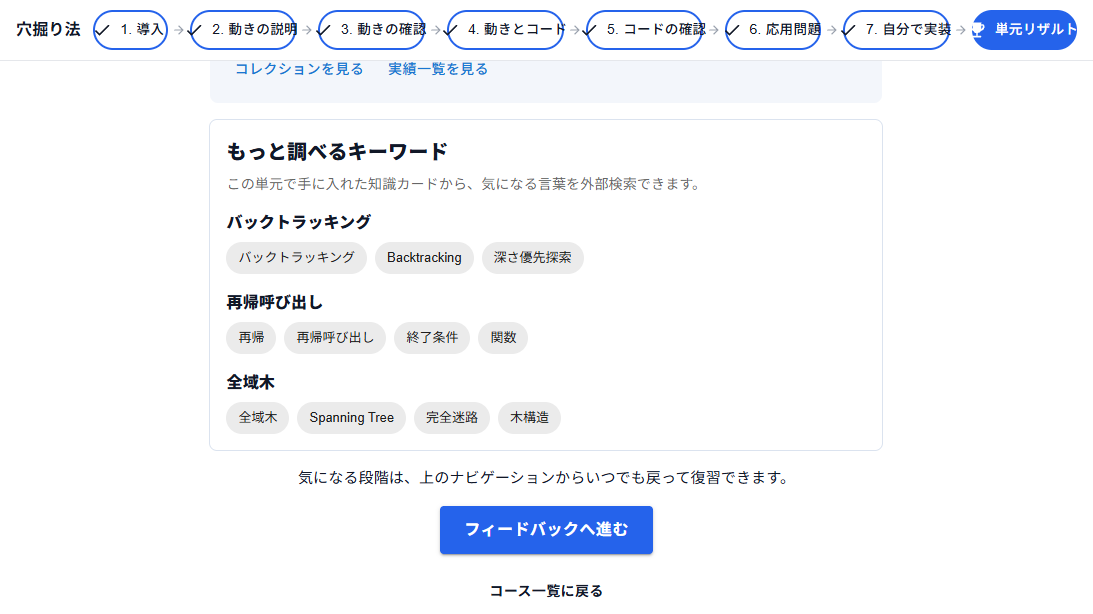 穴掘り法
1. 導入
2. 動きの説明
3. 動きの確認
4. 動きとコード
5. コードの確認
6. 応用問題
7. 自分で実装
単元リザルト
コレクションを見る 実績一覧を見る
もっと調べるキーワード
この単元で手に入れた知識カードから、気になる言葉を外部検索できます。
バックトラッキング
バックトラッキング Backtracking 深さ優先探索
再帰呼び出し
再帰 再帰呼び出し 終了条件 関数
全域木
全域木 Spanning Tree 完全迷路 木構造
気になる段階は、上のナビゲーションからいつでも戻って復習できます。
フィードバックへ進む
コース一覧に戻る